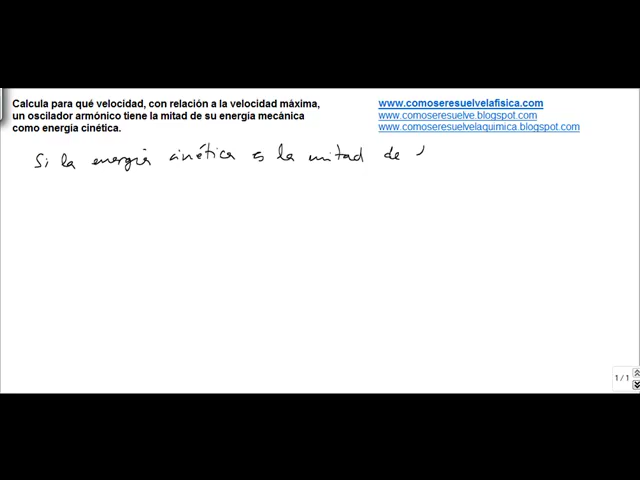 Calcula para qué velocidad, con relación a la velocidad máxima,
un oscilador armónico tiene la mitad de su energía mecánica
como energía cinética.
www.comoseresuelvelafisica.com
www.comoseresuelve.blogspot.com
www.comoseresuelvelaquimica.blogspot.com
Si la energía cinética es la mitad de
1/1